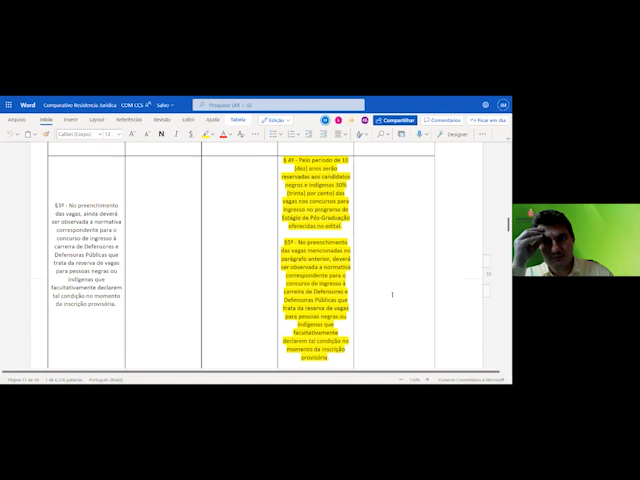 Word
Comparativo Residencia Juridica - COM CCS
Salvo
Pesquisar (Alt + G)
JM
Arquivo
Início
Inserir
Layout
Referências
Revisão
Exibir
Ajuda
Tabela
Edição
Compartilhar
Comentários
Ficar em dia
Calibri (Corpo)
12
N
Designer
§ 4º - Pelo período de 10
(dez) anos serão
reservadas aos candidatos
negros e indígenas 30%
(trinta) por cento) das
vagas nos concursos para
ingresso no programa de
Estágio de Pós-Graduação
oferecidas no edital.
§3º - No preenchimento
das vagas, ainda deverá
ser observada a normativa
correspondente para o
concurso de ingresso à
carreira de Defensores e
Defensoras Públicas que
trata da reserva de vagas
para pessoas negras ou
indígenas que
facultativamente declarem
tal condição no momento
da inscrição provisória.
§5º - No preenchimento
das vagas mencionadas no
parágrafo anterior, deverá
ser observada a normativa
correspondente para o
concurso de ingresso à
carreira de Defensores e
Defensoras Públicas que
trata da reserva de vagas
para pessoas negras ou
indígenas que
facultativamente
declarem tal condição no
momento da inscrição
provisória.
Português (Brasil)
110%
Fornecer Comentários à Microsoft